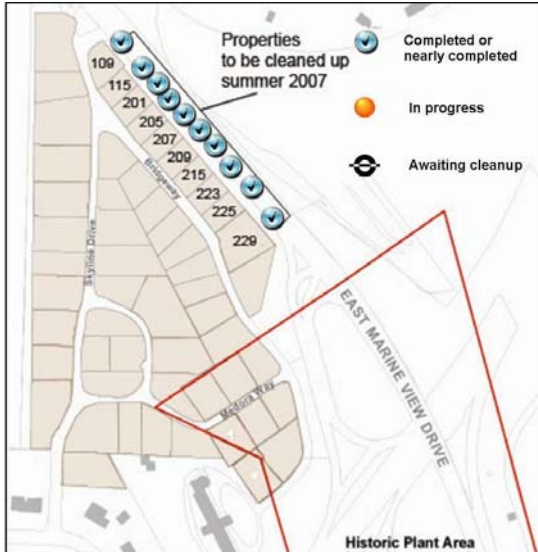 Properties
to be cleaned up
summer 2007
Completed or
nearly completed
In progress
Awaiting cleanup
109
115
201
205
207
209
215
223
225
229
Bridgeway
Skyline Drive
Medora Way
EAST MARINE VIEW DRIVE
Historic Plant Area